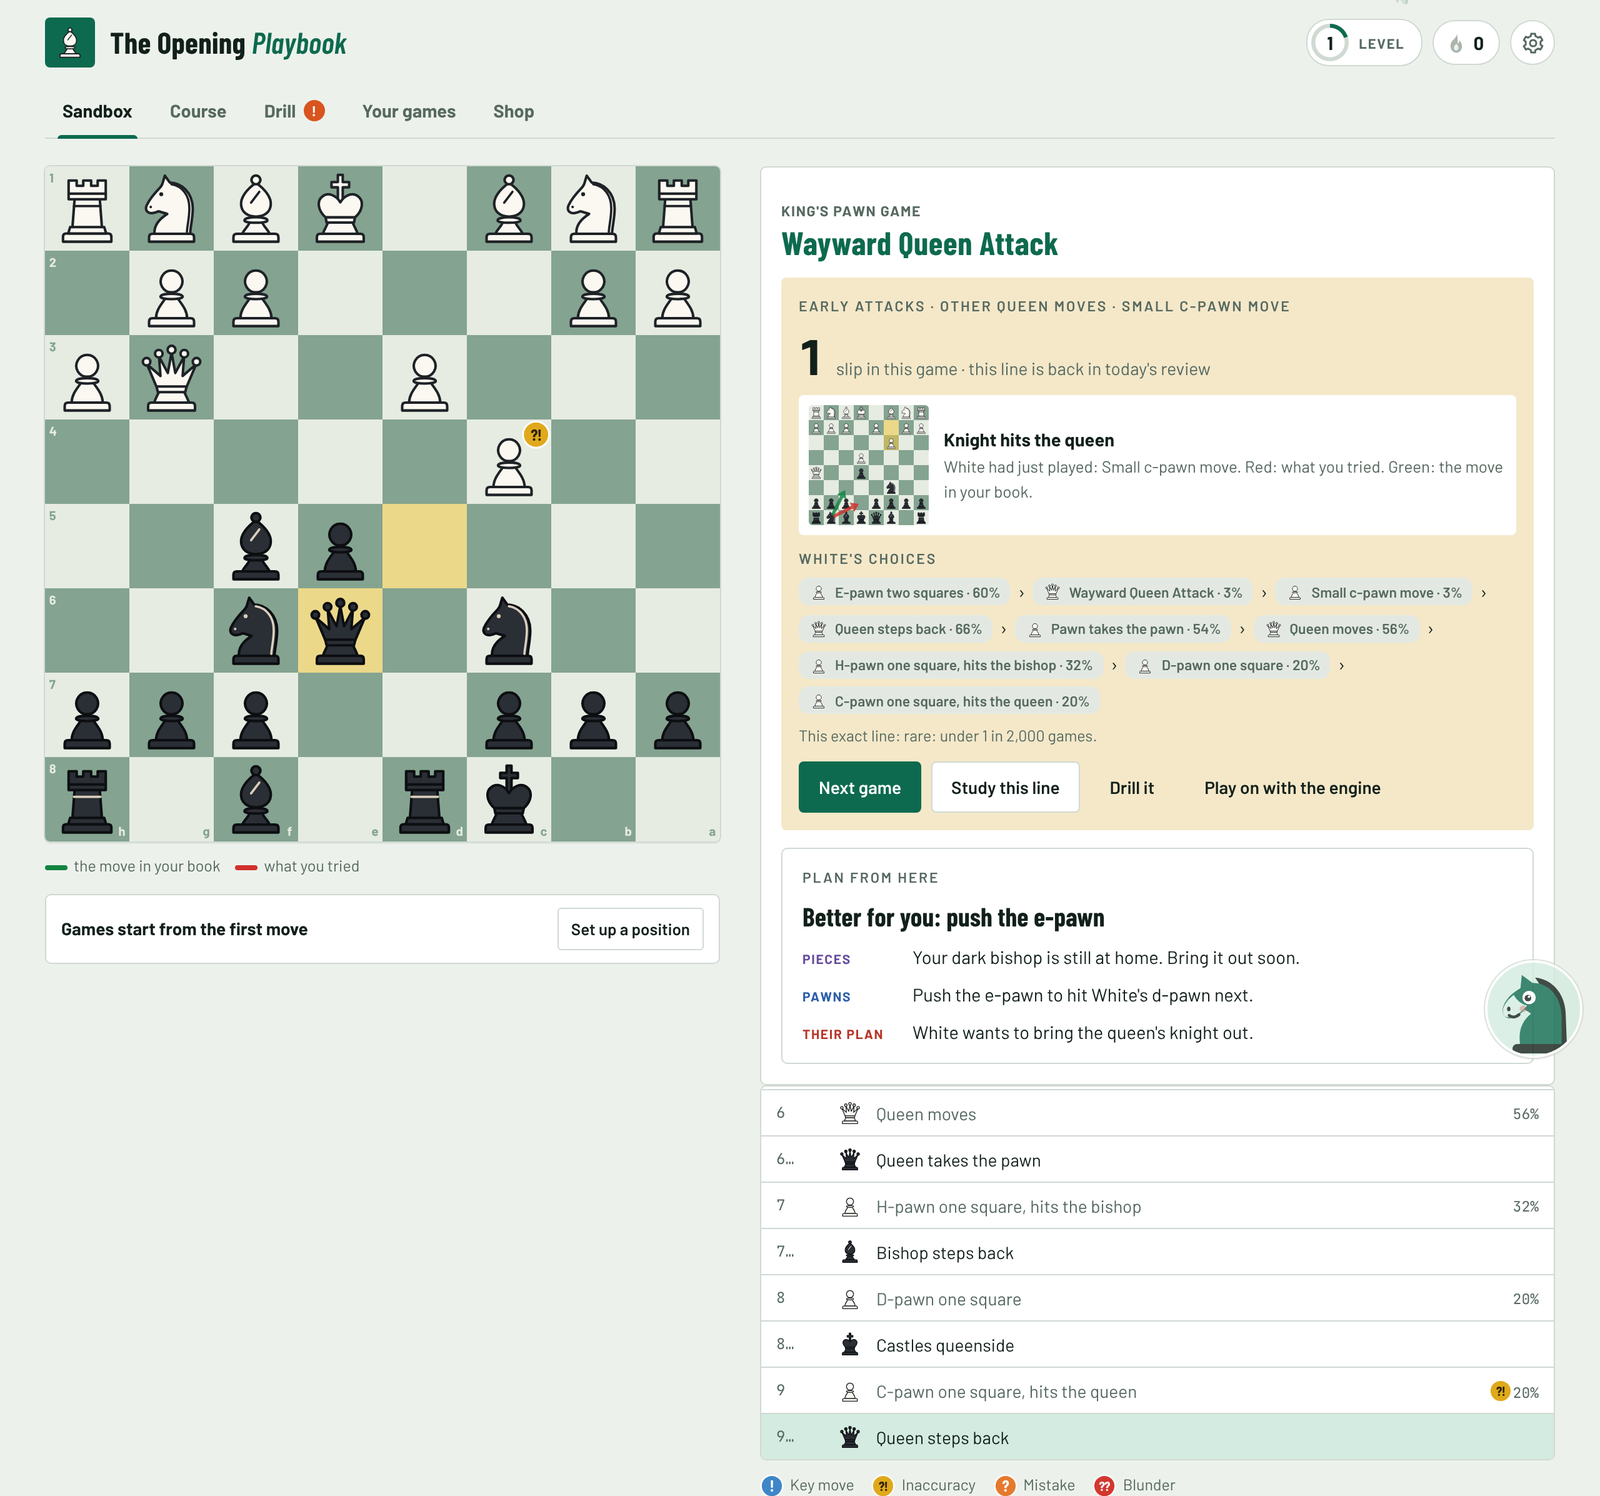 The Opening Playbook
1 LEVEL
0
Sandbox
Course
Drill !
Your games
Shop
1
2
3
4
?!
5
6
7
8
h g f e d c b a
the move in your book
what you tried
Games start from the first move
Set up a position
KING'S PAWN GAME
Wayward Queen Attack
EARLY ATTACKS · OTHER QUEEN MOVES · SMALL C-PAWN MOVE
1 slip in this game · this line is back in today's review
Knight hits the queen
White had just played: Small c-pawn move. Red: what you tried. Green: the move
in your book.
WHITE'S CHOICES
E-pawn two squares · 60% › Wayward Queen Attack · 3% › Small c-pawn move · 3% ›
Queen steps back · 66% › Pawn takes the pawn · 54% › Queen moves · 56% ›
H-pawn one square, hits the bishop · 32% › D-pawn one square · 20% ›
C-pawn one square, hits the queen · 20%
This exact line: rare: under 1 in 2,000 games.
Next game
Study this line
Drill it
Play on with the engine
PLAN FROM HERE
Better for you: push the e-pawn
PIECES Your dark bishop is still at home. Bring it out soon.
PAWNS Push the e-pawn to hit White's d-pawn next.
THEIR PLAN White wants to bring the queen's knight out.
6 Queen moves 56%
6... Queen takes the pawn
7 H-pawn one square, hits the bishop 32%
7... Bishop steps back
8 D-pawn one square 20%
8... Castles queenside
9 C-pawn one square, hits the queen ?! 20%
9... Queen steps back
! Key move ?! Inaccuracy ? Mistake ?? Blunder